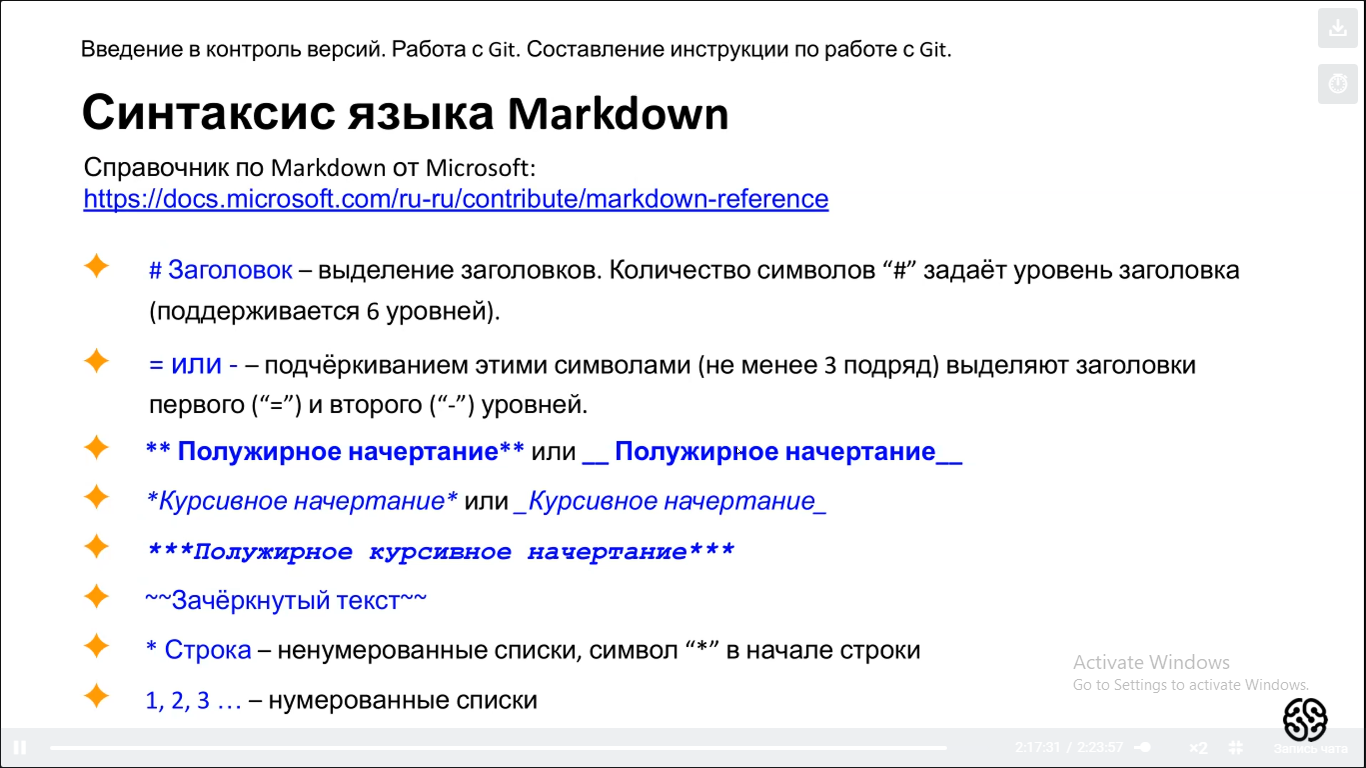 Введение в контроль версий. Работа с Git. Составление инструкции по работе с Git.
Синтаксис языка Markdown
Справочник по Markdown от Microsoft:
https://docs.microsoft.com/ru-ru/contribute/markdown-reference
# Заголовок – выделение заголовков. Количество символов “#” задаёт уровень заголовка
(поддерживается 6 уровней).
= или - – подчёркиванием этими символами (не менее 3 подряд) выделяют заголовки
первого (“=”) и второго (“-”) уровней.
** Полужирное начертание** или __ Полужирное начертание__
*Курсивное начертание* или _Курсивное начертание_
***Полужирное курсивное начертание***
~~Зачёркнутый текст~~
* Строка – ненумерованные списки, символ “*” в начале строки
1, 2, 3 … – нумерованные списки
Activate Windows
Go to Settings to activate Windows.
2:17:31 / 2:23:57
×2
Запись чата